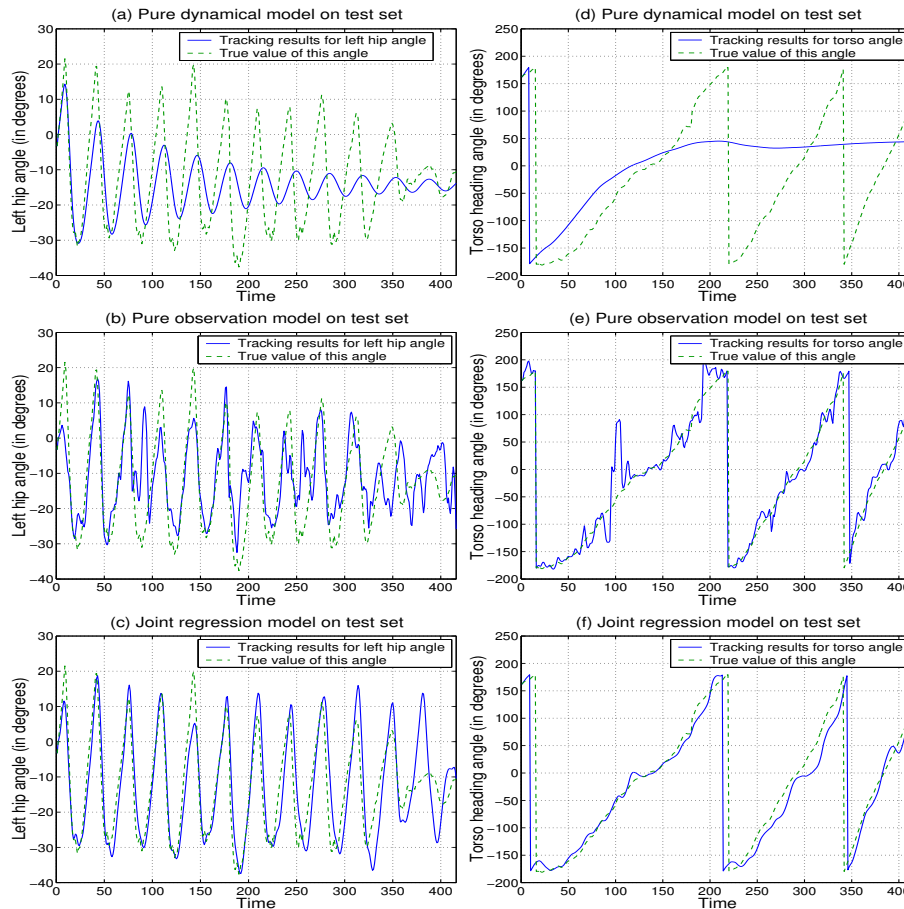 (a) Pure dynamical model on test set
Tracking results for left hip angle
True value of this angle
Left hip angle (in degrees)
30
20
10
0
−10
−20
−30
−40
0 50 100 150 200 250 300 350 400
Time
(d) Pure dynamical model on test set
Tracking results for torso angle
True value of this angle
Torso heading angle (in degrees)
250
200
150
100
50
0
−50
−100
−150
−200
0 50 100 150 200 250 300 350 400
Time
(b) Pure observation model on test set
Tracking results for left hip angle
True value of this angle
Left hip angle (in degrees)
30
20
10
0
−10
−20
−30
−40
0 50 100 150 200 250 300 350 400
Time
(e) Pure observation model on test set
Tracking results for torso angle
True value of this angle
Torso heading angle (in degrees)
250
200
150
100
50
0
−50
−100
−150
−200
0 50 100 150 200 250 300 350 400
Time
(c) Joint regression model on test set
Tracking results for left hip angle
True value of this angle
Left hip angle (in degrees)
30
20
10
0
−10
−20
−30
−40
0 50 100 150 200 250 300 350 400
Time
(f) Joint regression model on test set
Tracking results for torso angle
True value of this angle
Torso heading angle (in degrees)
250
200
150
100
50
0
−50
−100
−150
−200
0 50 100 150 200 250 300 350 400
Time